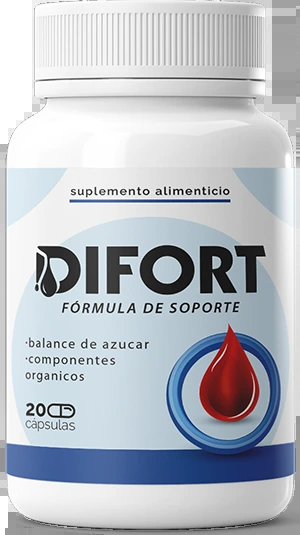 suplemento alimenticio
DIFORT
FÓRMULA DE SOPORTE
·balance de azucar
·componentes
organicos
20
cápsulas